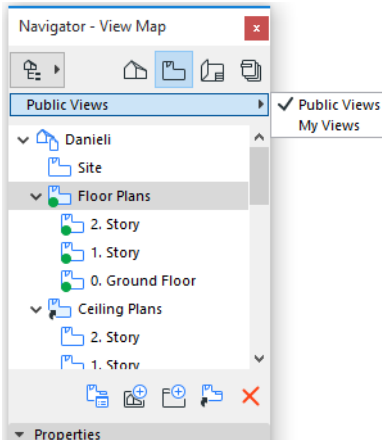 Navigator - View Map
Public Views
Public Views
My Views
Danieli
Site
Floor Plans
2. Story
1. Story
0. Ground Floor
Ceiling Plans
2. Story
1. Story
Properties